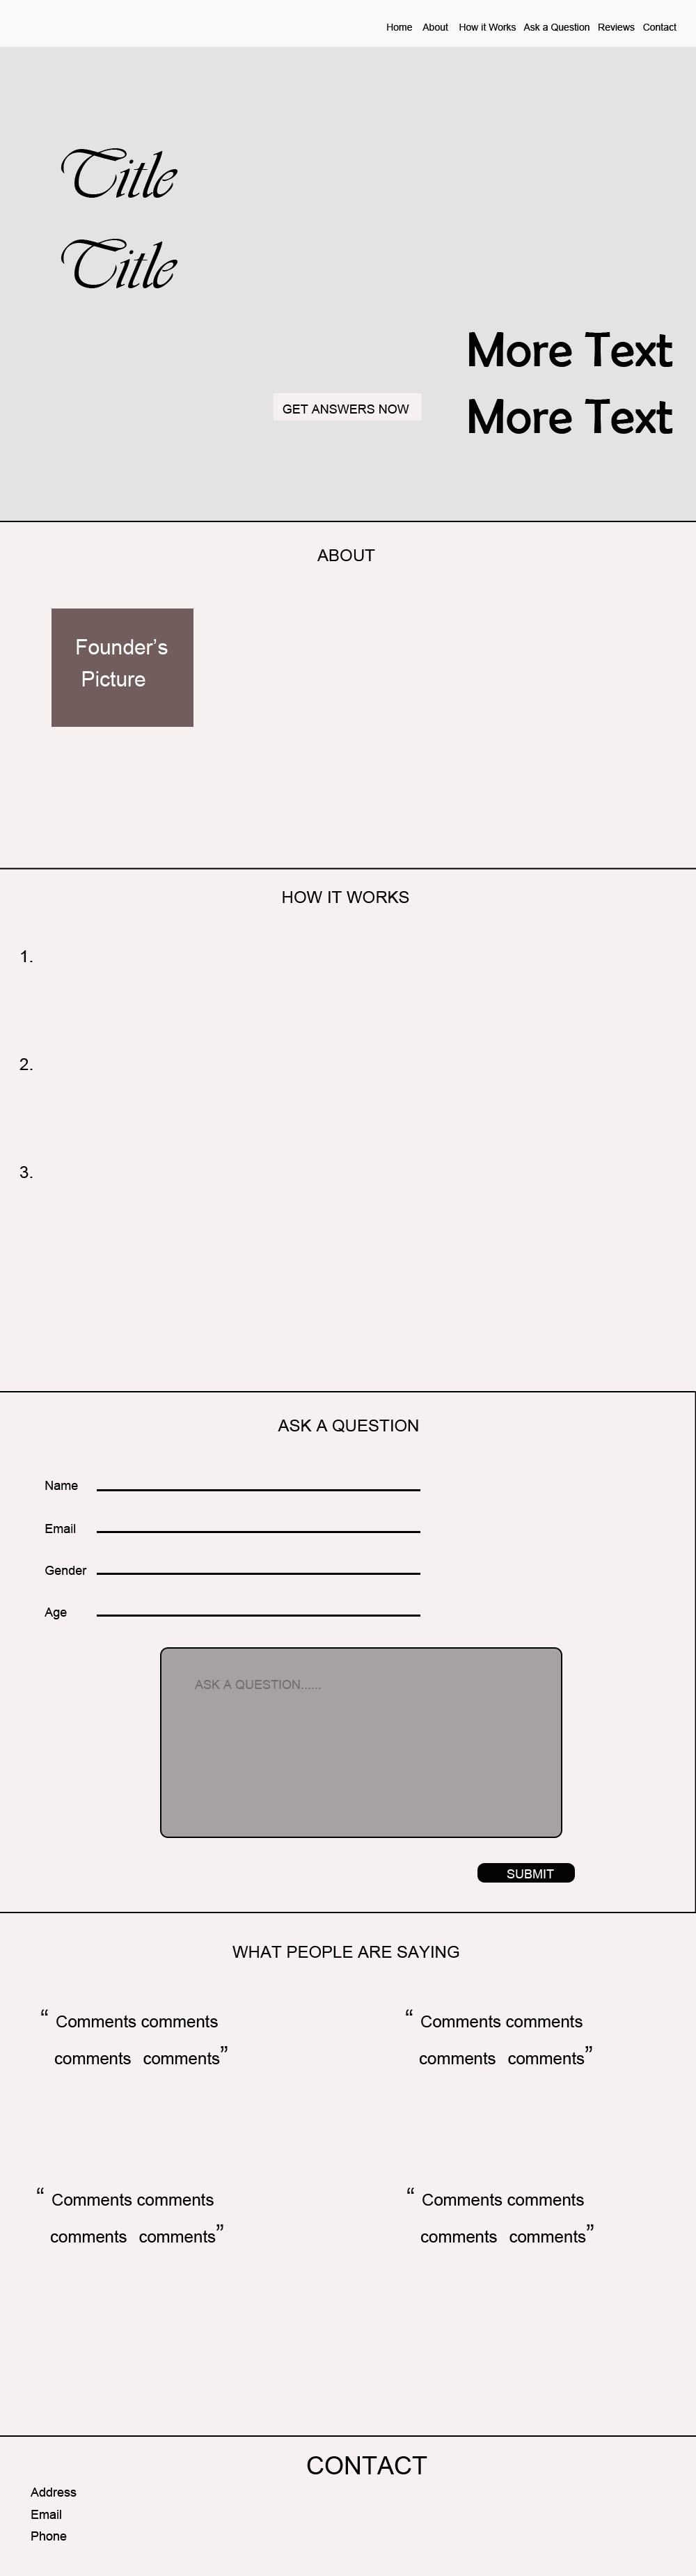 Home About How it Works Ask a Question Reviews Contact
Title
Title
More Text
More Text
GET ANSWERS NOW
ABOUT
Founder’s
Picture
HOW IT WORKS
1.
2.
3.
ASK A QUESTION
Name
Email
Gender
Age
ASK A QUESTION......
SUBMIT
WHAT PEOPLE ARE SAYING
“ Comments comments
comments comments”
“ Comments comments
comments comments”
“ Comments comments
comments comments”
“ Comments comments
comments comments”
CONTACT
Address
Email
Phone